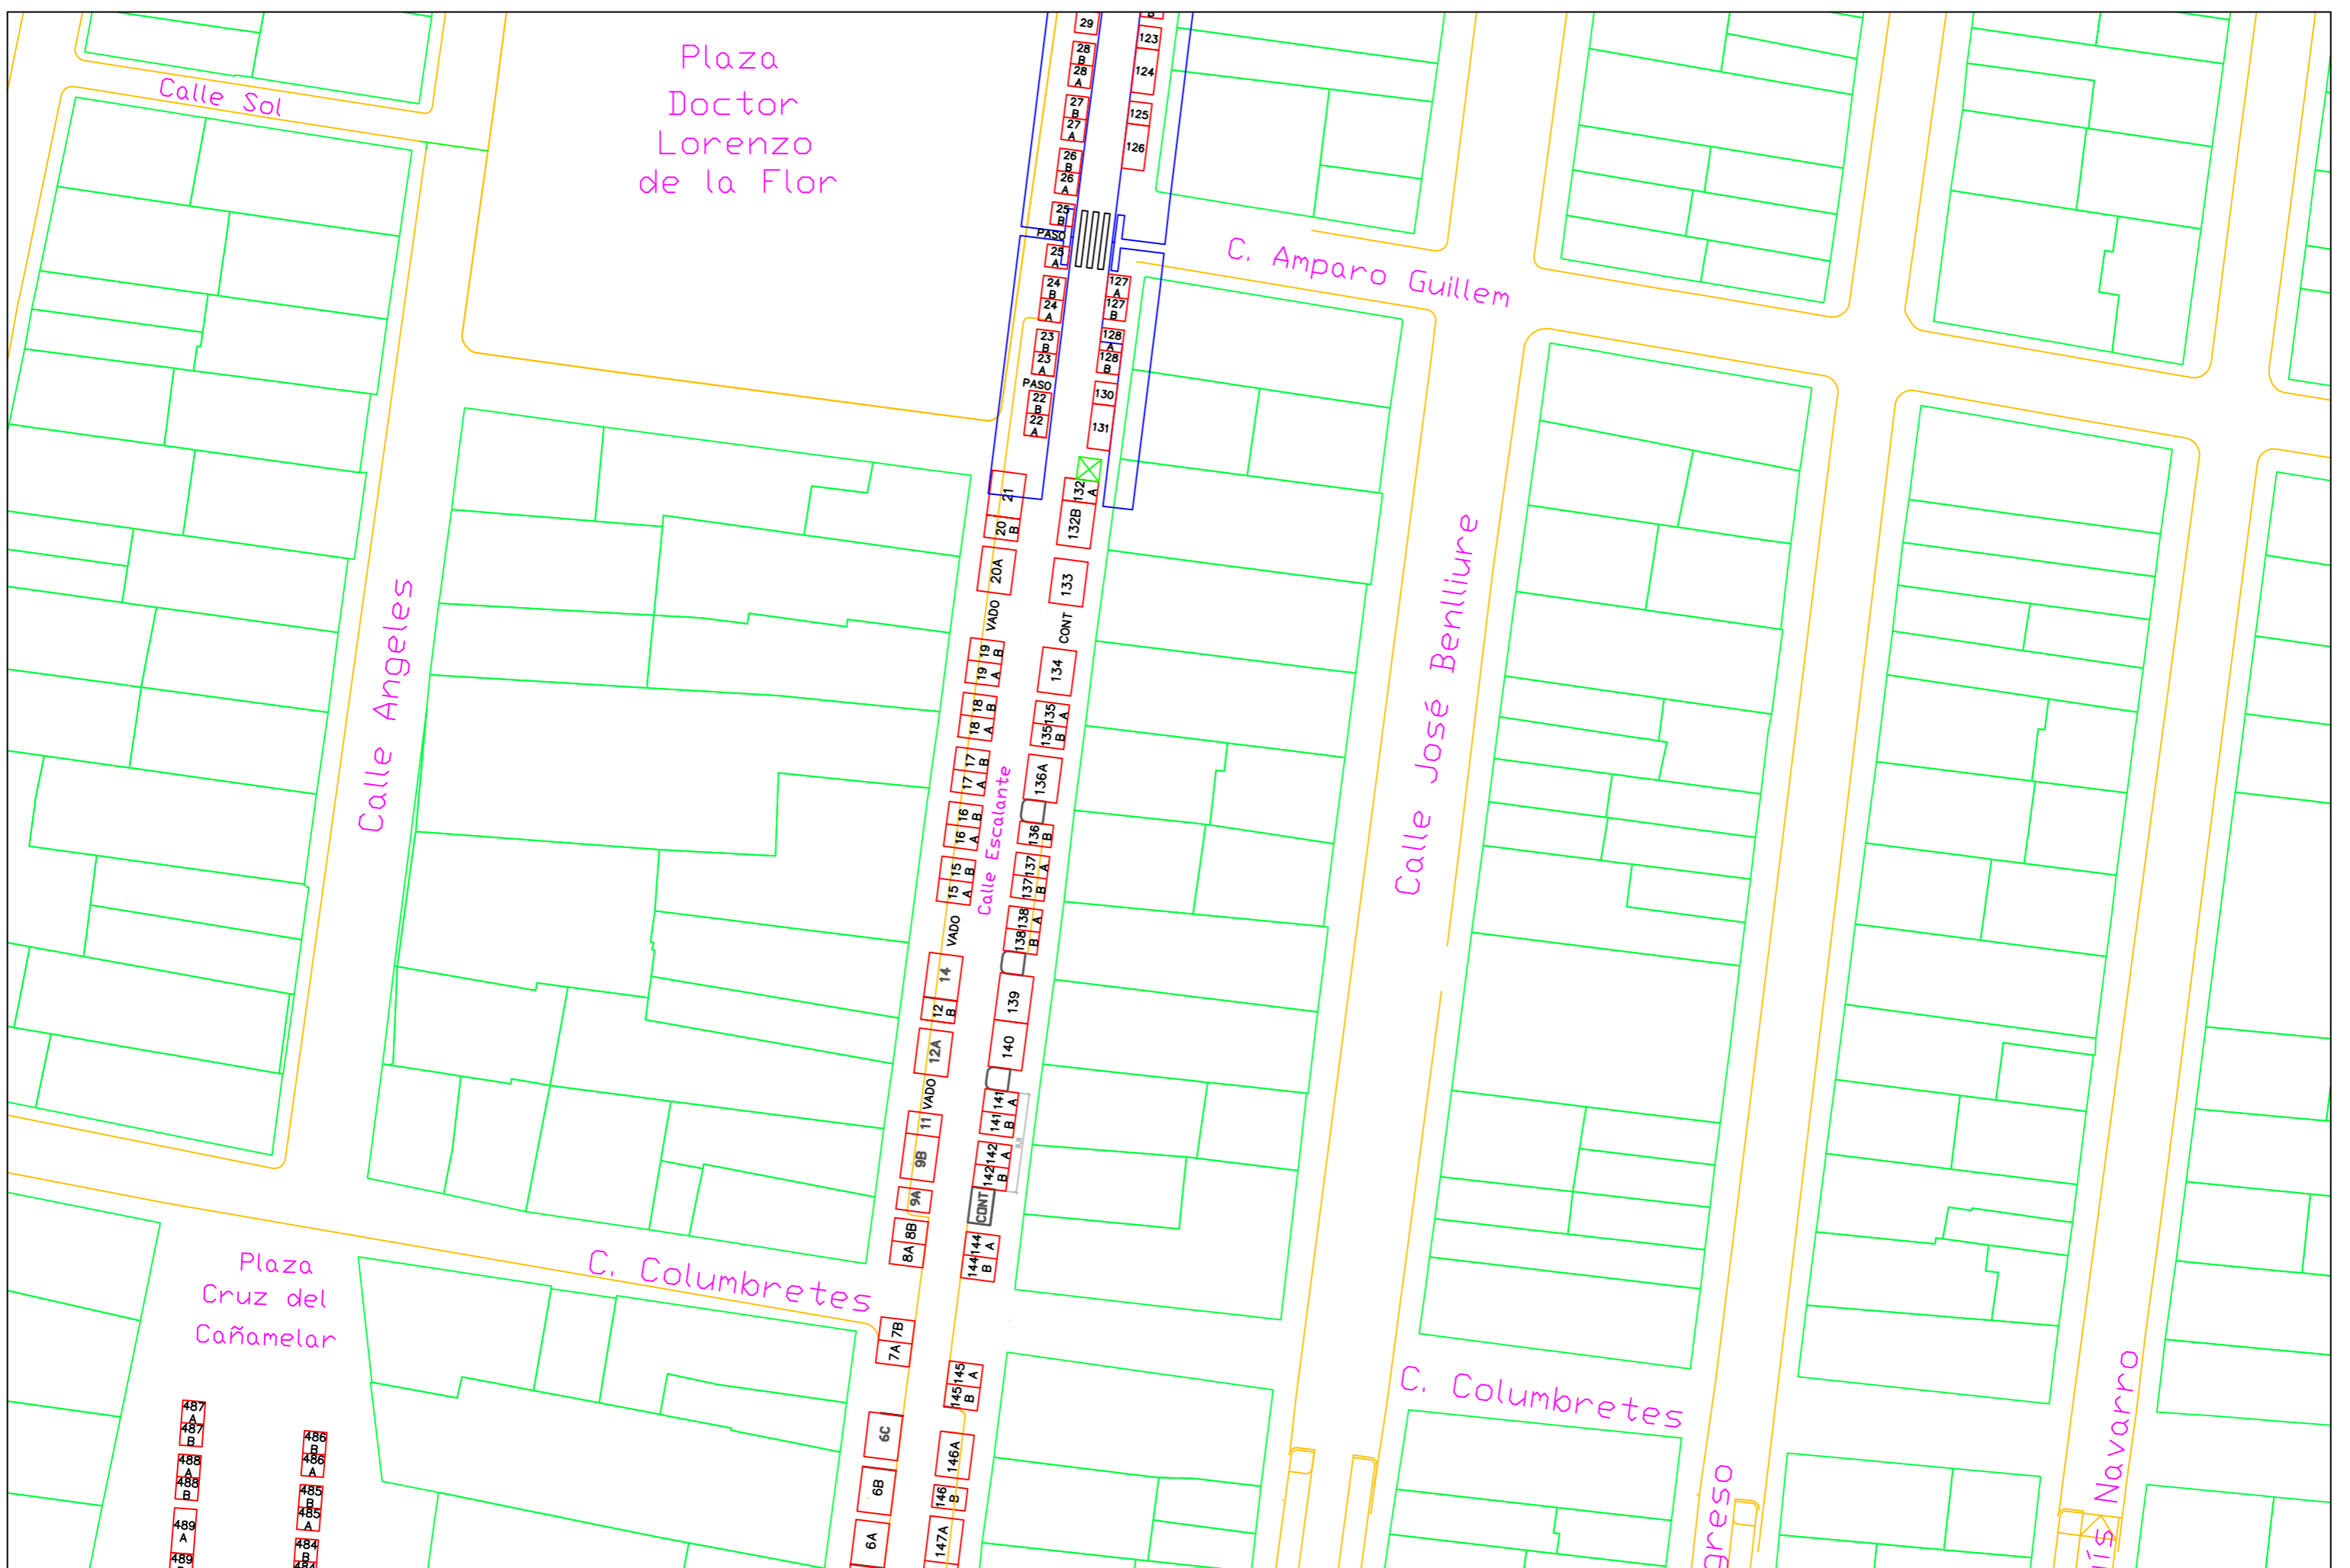 Plaza
Doctor
Lorenzo
de la Flor
Calle Sol
C. Amparo Guillem
Calle Angeles
Calle José Benlliure
Calle Escalante
C. Columbretes
Plaza
Cruz del
Cañamelar
C. Columbretes
Navarro
29
28
B
28
A
27
B
27
A
26
B
26
A
25
B
PASO
25
A
24
B
24
A
23
B
23
A
PASO
22
B
22
A
21
20
B
20A
VADO
19
B
19
A
18
B
18
A
17
B
17
A
16
B
16
A
15
B
15
A
VADO
14
12
B
12A
VADO
11
9B
9A
8B
8A
7B
7A
6C
6B
6A
B
123
124
125
126
127
A
127
B
128
A
128
B
130
131
132
A
132B
133
CONT
134
135
A
135
B
136A
136
B
137
A
137
B
138
A
138
B
139
140
141
A
141
B
142
A
142
B
CONT
144
A
144
B
145
A
145
B
146A
146
B
147A
487
A
487
B
488
A
488
B
489
A
489
486
B
486
A
485
B
485
A
484
B
484